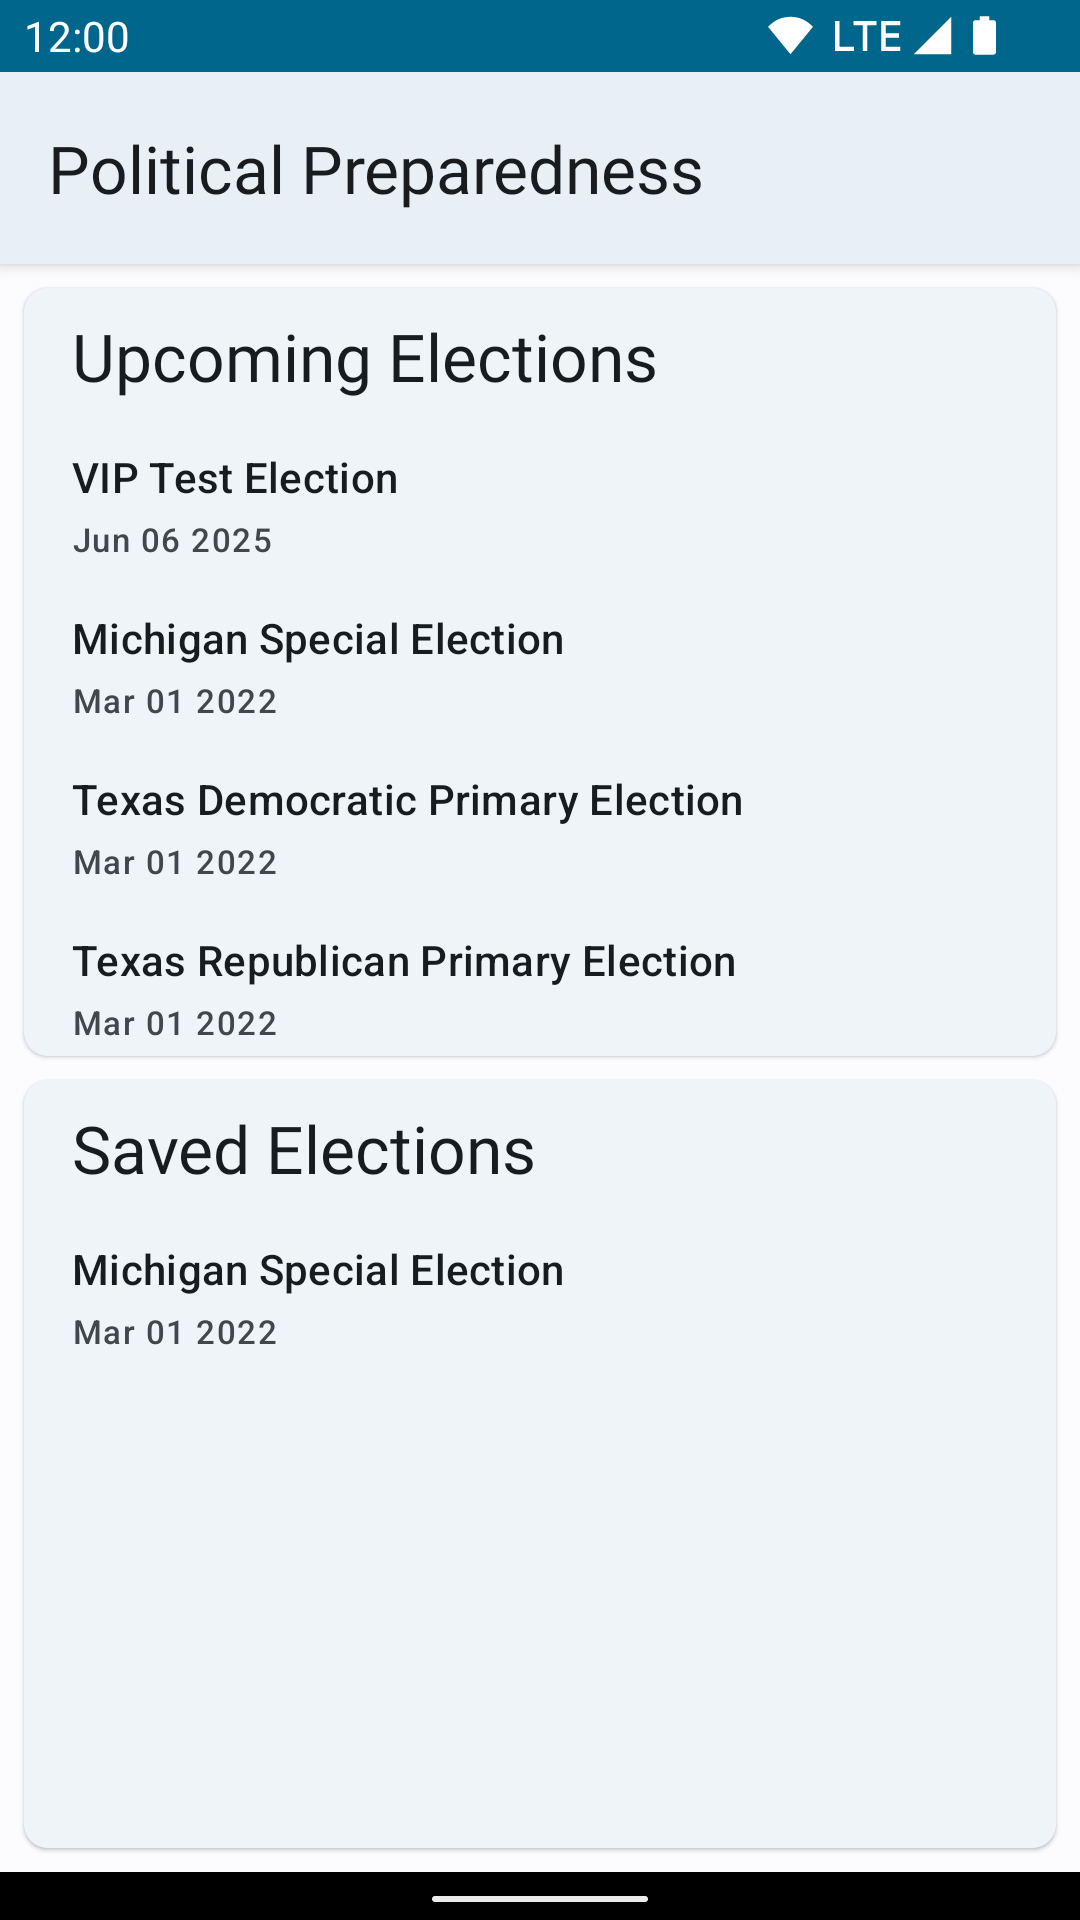 12:00 LTE
Political Preparedness
Upcoming Elections
VIP Test Election
Jun 06 2025
Michigan Special Election
Mar 01 2022
Texas Democratic Primary Election
Mar 01 2022
Texas Republican Primary Election
Mar 01 2022
Saved Elections
Michigan Special Election
Mar 01 2022